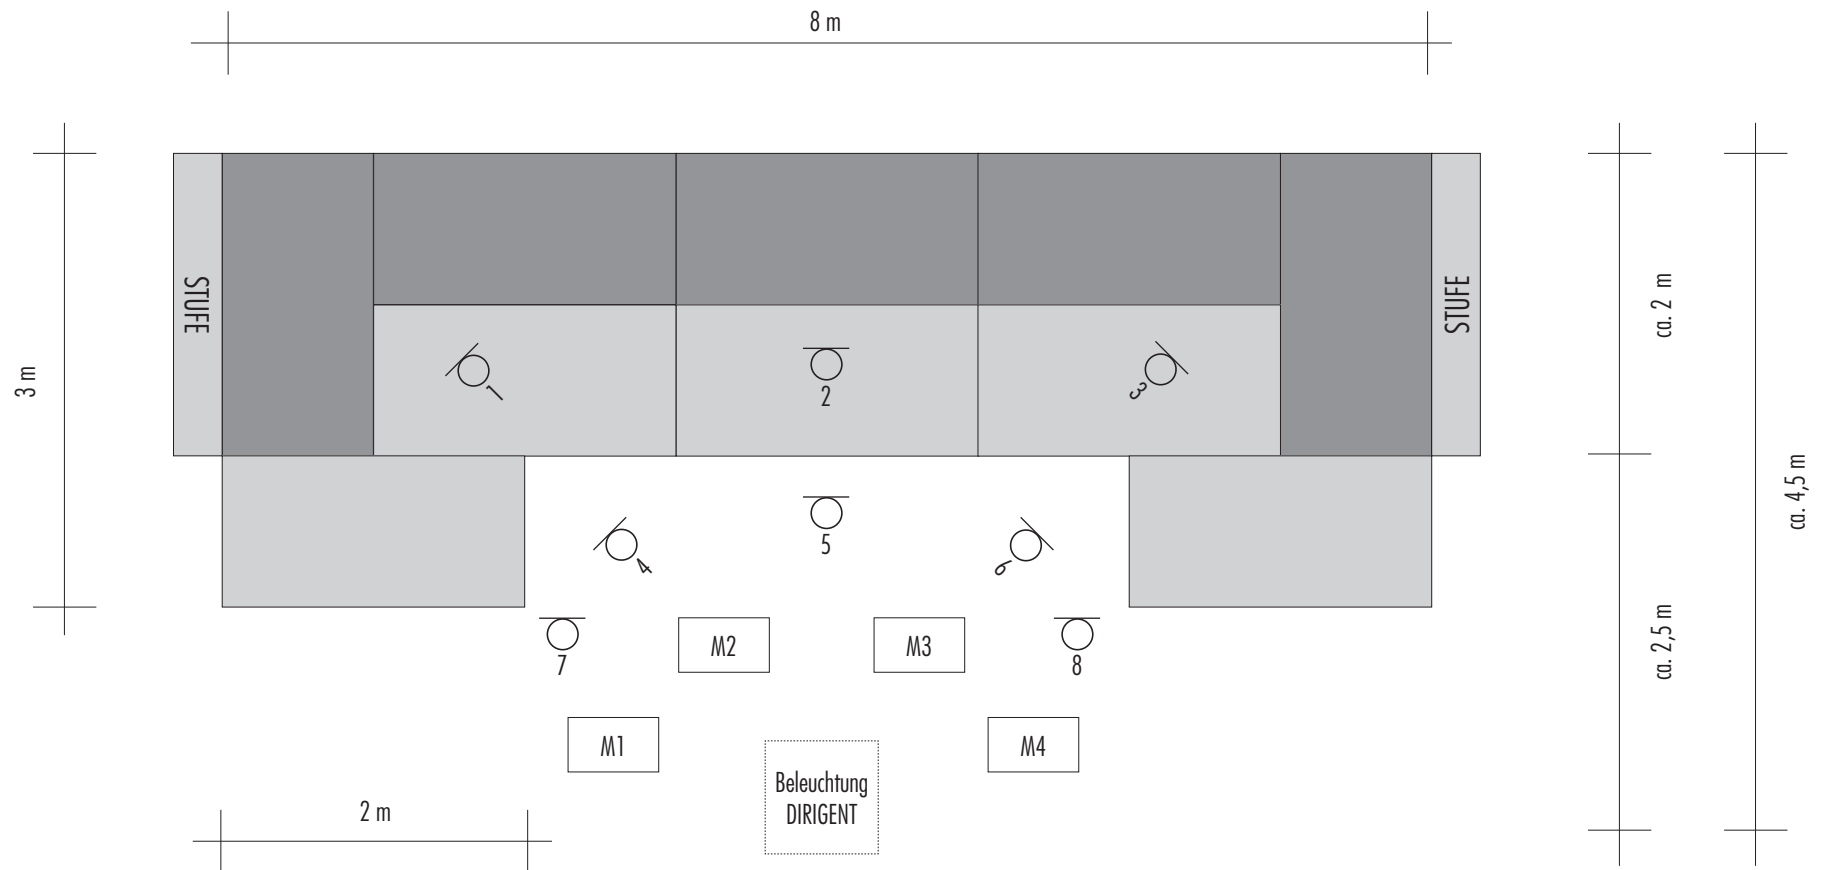 8 m
STUFE
STUFE
3 m
ca. 2 m
ca. 4,5 m
ca. 2,5 m
1
2
3
4
5
6
7
8
M2
M3
M1
M4
Beleuchtung
DIRIGENT
2 m